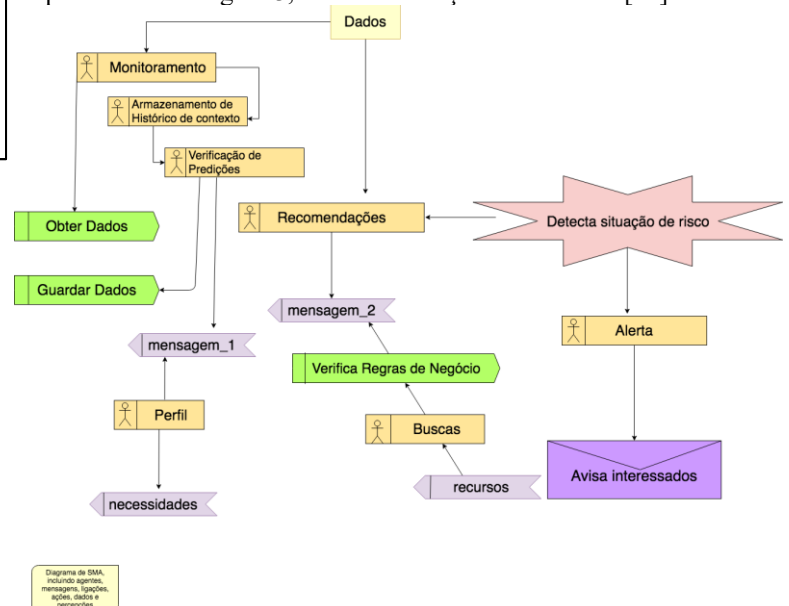 Dados
Monitoramento
Armazenamento de
Histórico de contexto
Verificação de
Predições
Recomendações
Detecta situação de risco
Obter Dados
Guardar Dados
mensagem_2
mensagem_1
Alerta
Verifica Regras de Negócio
Perfil
Buscas
Avisa interessados
recursos
necessidades
Diagrama de SMA,
incluindo agentes,
mensagens, ligações,
ações, dados e
percepções